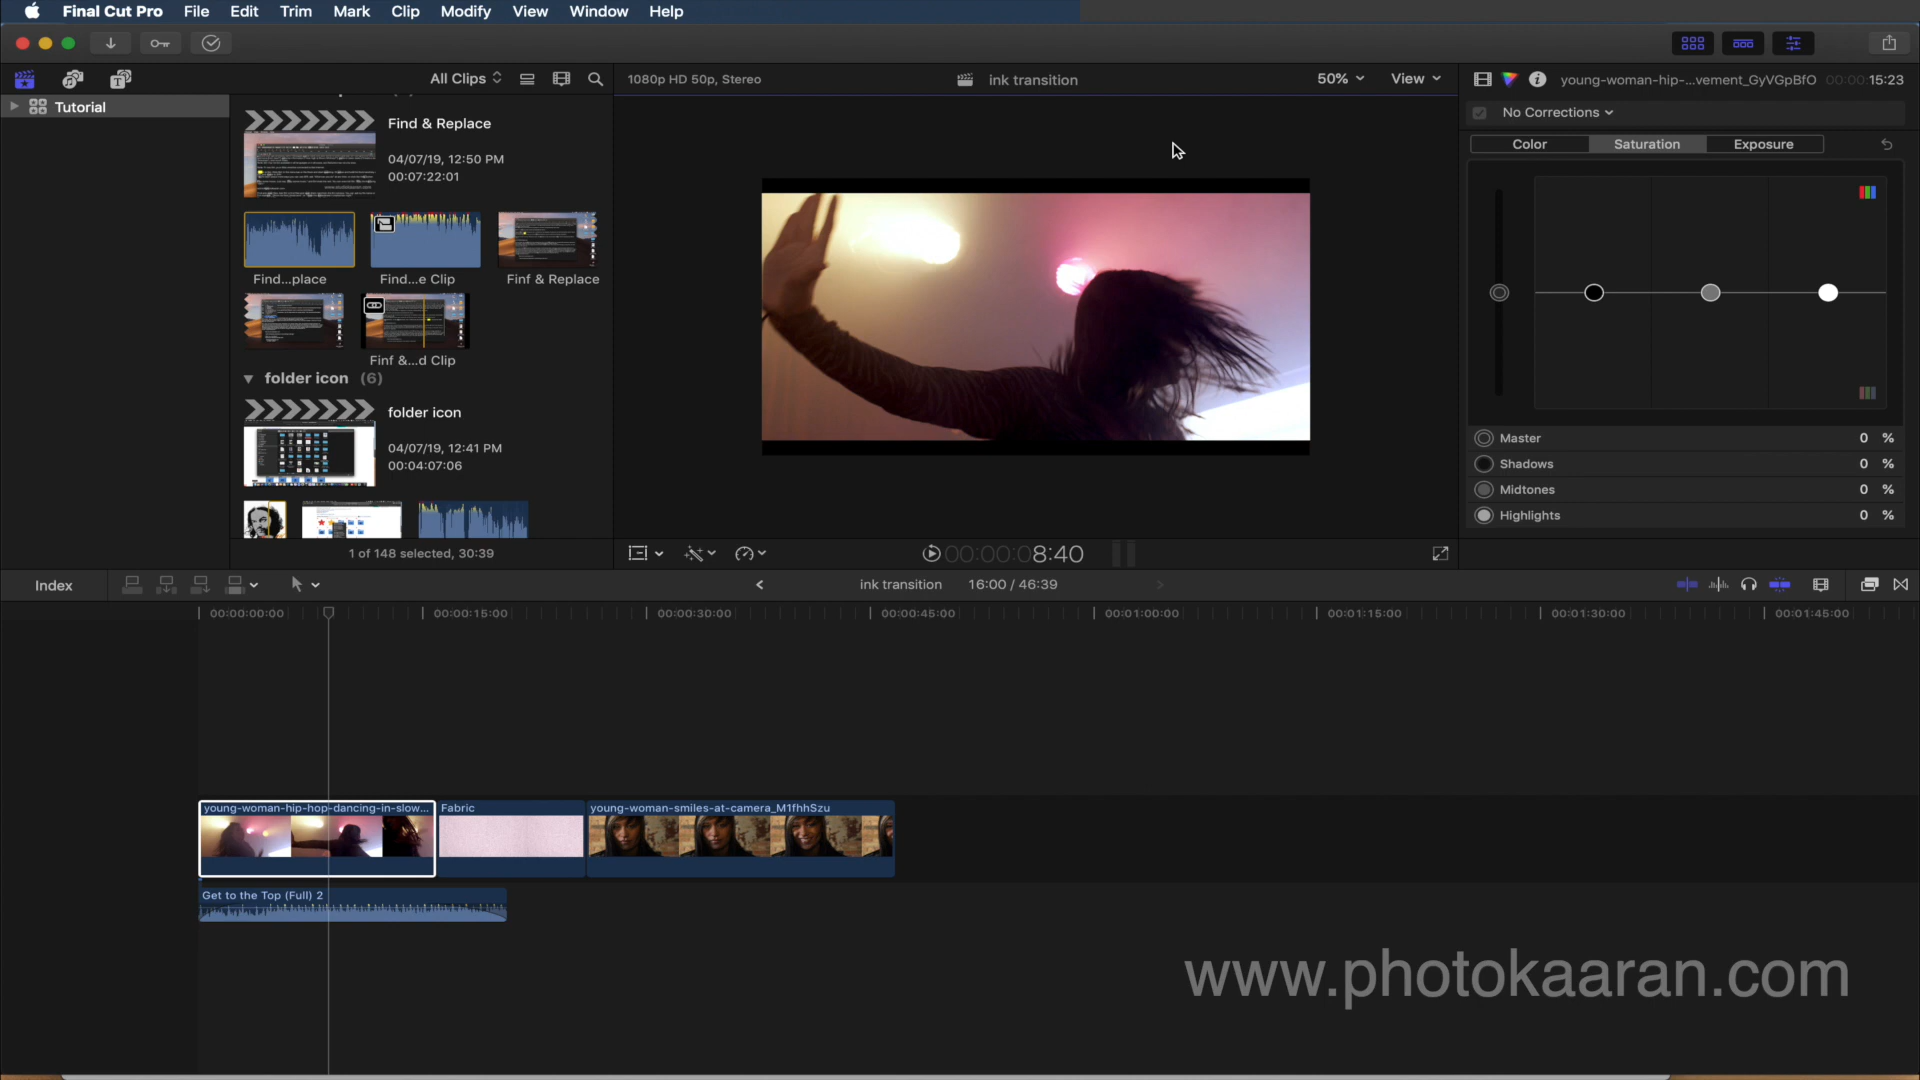 Final Cut Pro File Edit Trim Mark Clip Modify View Window Help
All Clips
1080p HD 50p, Stereo
ink transition
50%
View
young-woman-hip-...vement_GyVGpBfO
00:00:15:23
Tutorial
Find & Replace
04/07/19, 12:50 PM
00:07:22:01
Find...place
Find...e Clip
Finf & Replace
Finf &...d Clip
folder icon (6)
folder icon
04/07/19, 12:41 PM
00:04:07:06
1 of 148 selected, 30:39
No Corrections
Color
Saturation
Exposure
Master 0 %
Shadows 0 %
Midtones 0 %
Highlights 0 %
00:00:08:40
Index
ink transition 16:00 / 46:39
00:00:00:00 00:00:15:00 00:00:30:00 00:00:45:00 00:01:00:00 00:01:15:00 00:01:30:00 00:01:45:00
young-woman-hip-hop-dancing-in-slow...
Fabric
young-woman-smiles-at-camera_M1fhhSzu
Get to the Top (Full) 2
www.photokaaran.com